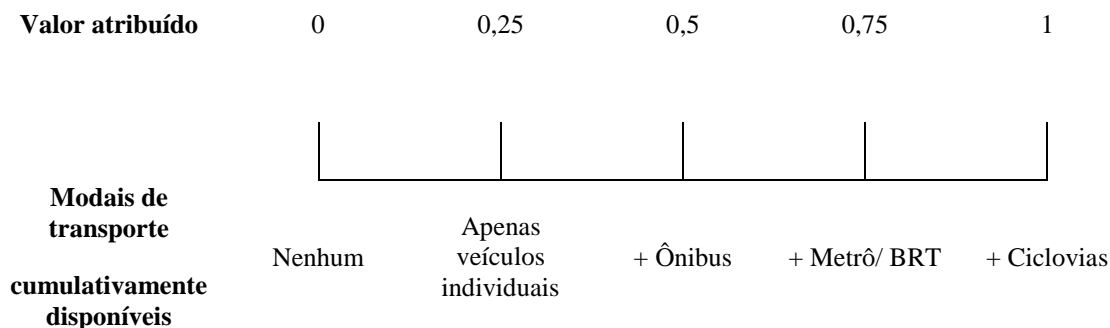 Valor atribuído 0 0,25 0,5 0,75 1
Modais de
transporte
cumulativamente
disponíveis
Nenhum
Apenas
veículos
individuais
+ Ônibus
+ Metrô/ BRT
+ Ciclovias